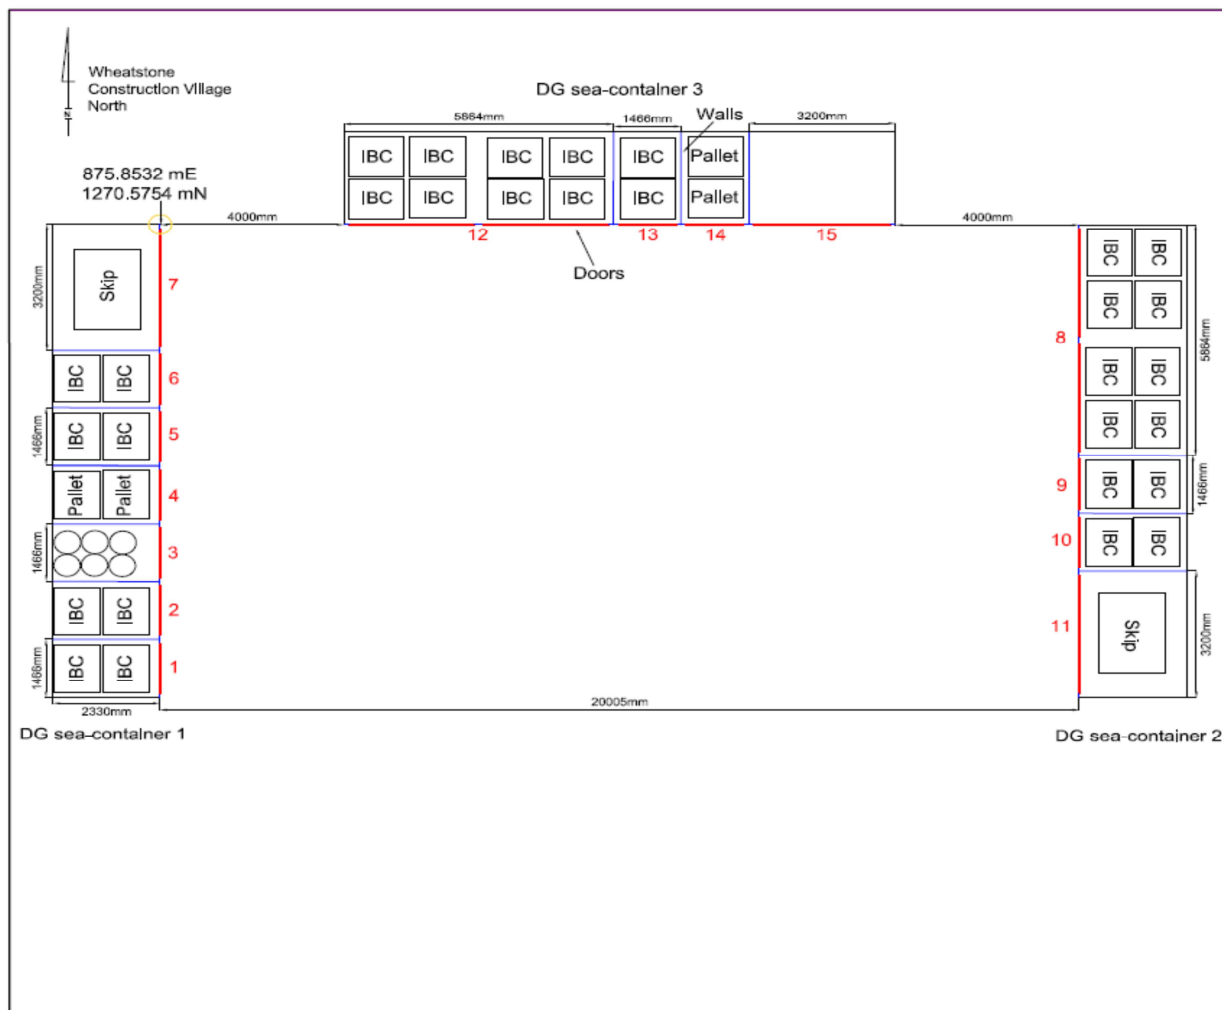 Wheatstone
Construction Village
North
N
DG sea-container 3
5864mm
1466mm
Walls
3200mm
IBC IBC IBC IBC IBC Pallet
IBC IBC IBC IBC IBC Pallet
875.8532 mE
1270.5754 mN
4000mm
12
13
14
15
4000mm
Doors
3200mm
Skip
7
IBC IBC
6
1466mm
IBC IBC
5
Pallet Pallet
4
1466mm
3
IBC IBC
2
1466mm
IBC IBC
1
2330mm
DG sea-container 1
20005mm
IBC IBC
IBC IBC
8
5864mm
IBC IBC
IBC IBC
9
IBC IBC
1466mm
10
IBC IBC
11
Skip
3200mm
DG sea-container 2